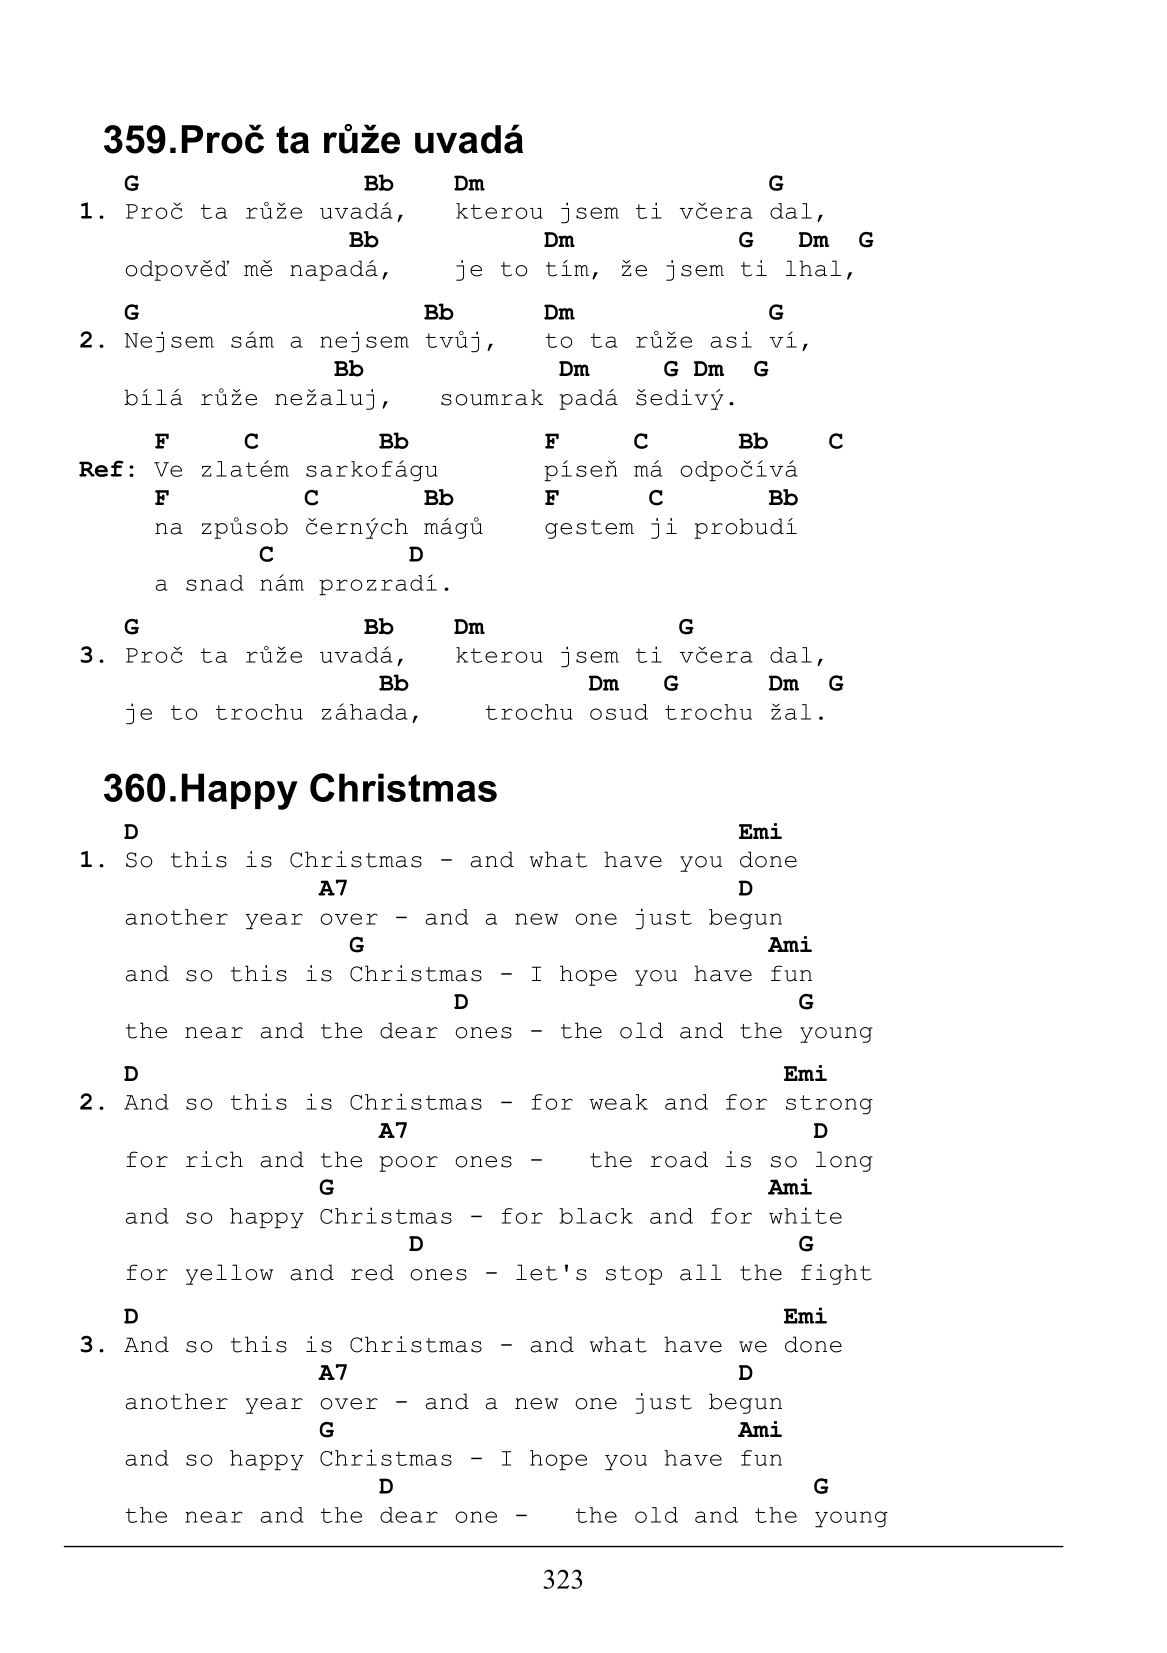 359.Proč ta růže uvadá
G Bb Dm G
1. Proč ta růže uvadá, kterou jsem ti včera dal,
Bb Dm G Dm G
odpověď mě napadá, je to tím, že jsem ti lhal,
G Bb Dm G
2. Nejsem sám a nejsem tvůj, to ta růže asi ví,
Bb Dm G Dm G
bílá růže nežaluj, soumrak padá šedivý.
F C Bb F C Bb C
Ref: Ve zlatém sarkofágu píseň má odpočívá
F C Bb F C Bb
na způsob černých mágů gestem ji probudí
C D
a snad nám prozradí.
G Bb Dm G
3. Proč ta růže uvadá, kterou jsem ti včera dal,
Bb Dm G Dm G
je to trochu záhada, trochu osud trochu žal.
360.Happy Christmas
D Emi
1. So this is Christmas - and what have you done
A7 D
another year over - and a new one just begun
G Ami
and so this is Christmas - I hope you have fun
D G
the near and the dear ones - the old and the young
D Emi
2. And so this is Christmas - for weak and for strong
A7 D
for rich and the poor ones - the road is so long
G Ami
and so happy Christmas - for black and for white
D G
for yellow and red ones - let's stop all the fight
D Emi
3. And so this is Christmas - and what have we done
A7 D
another year over - and a new one just begun
G Ami
and so happy Christmas - I hope you have fun
D G
the near and the dear one - the old and the young
323